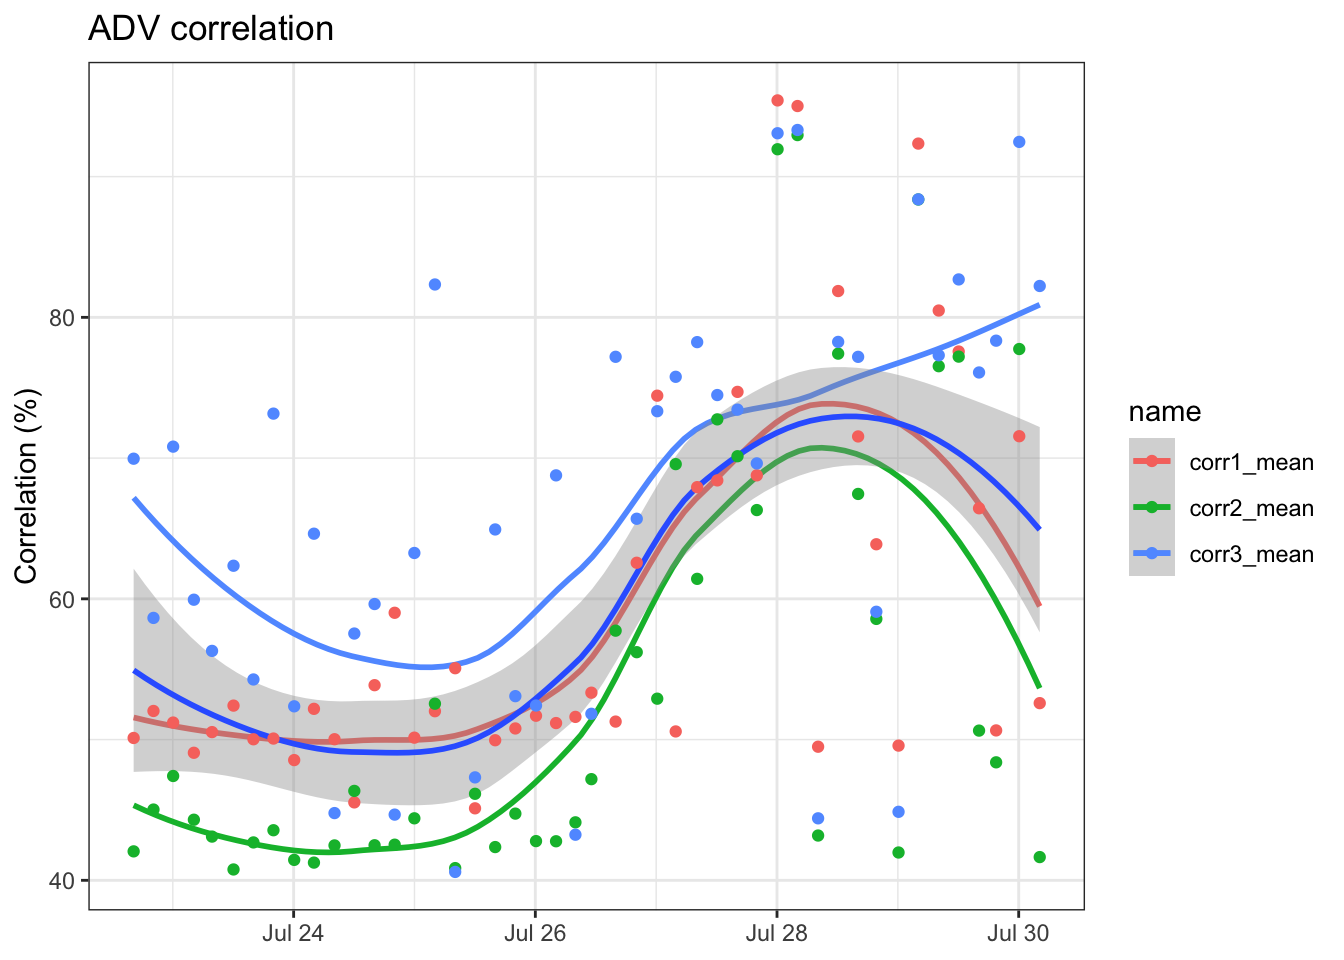 ADV correlation
Correlation (%)
80
60
40
Jul 24
Jul 26
Jul 28
Jul 30
name
corr1_mean
corr2_mean
corr3_mean